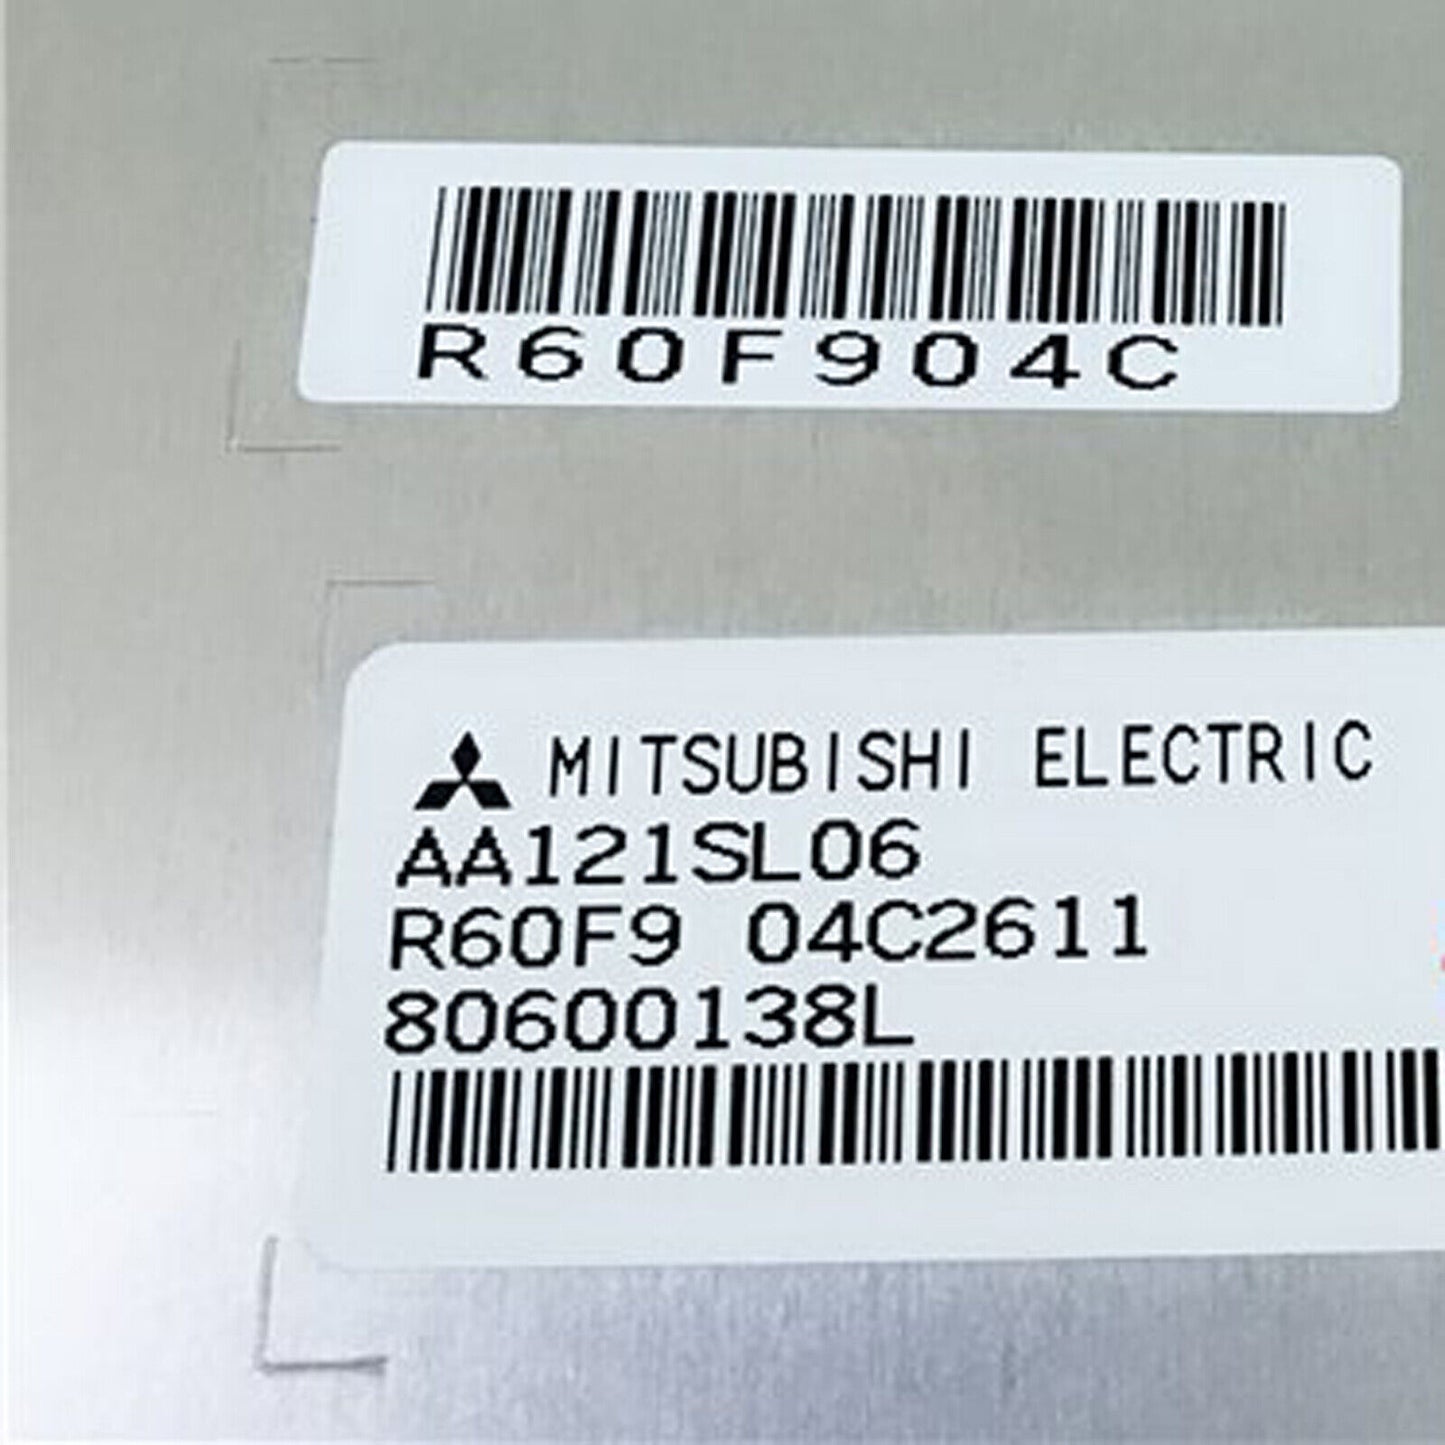 R60F904C
MITSUBISHI ELECTRIC
AA121SL06
R60F9 04C2611
80600138L